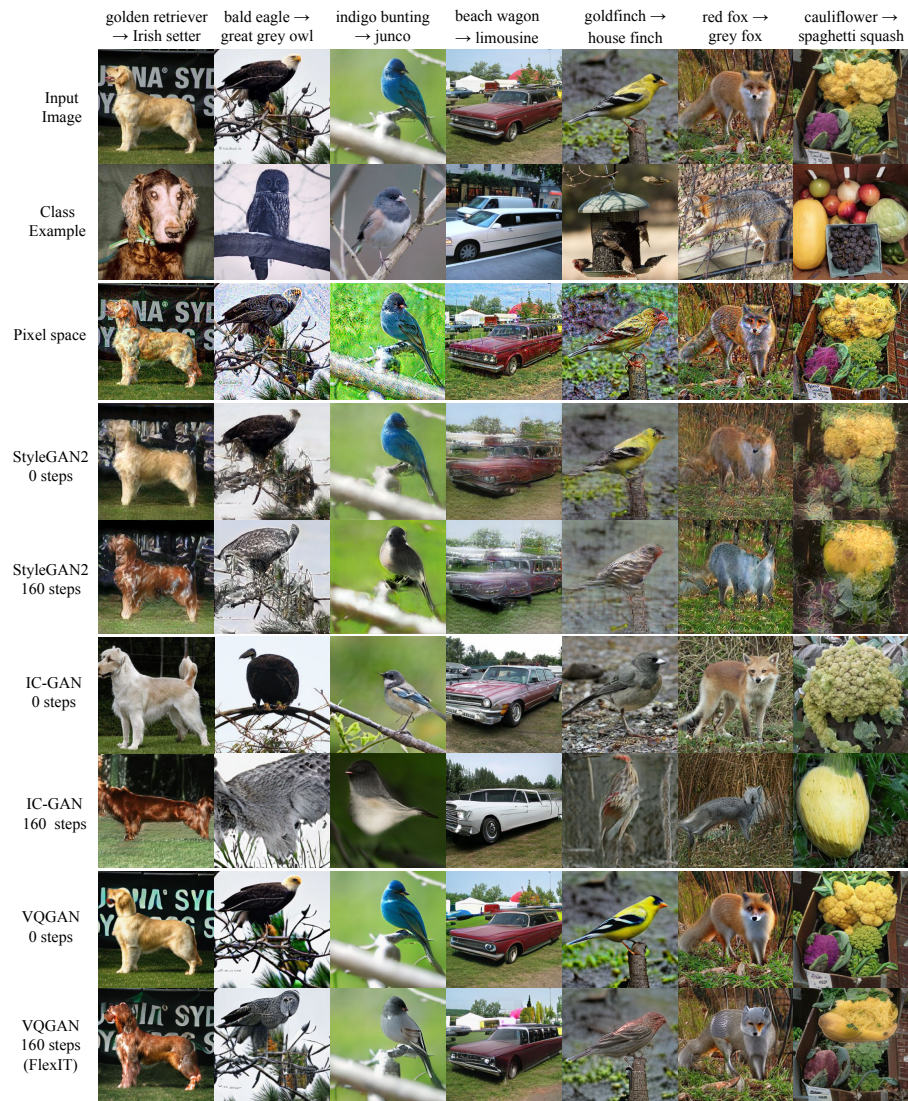 golden retriever
→ Irish setter
bald eagle →
great grey owl
indigo bunting
→ junco
beach wagon
→ limousine
goldfinch →
house finch
red fox →
grey fox
cauliflower →
spaghetti squash
Input
Image
Class
Example
Pixel space
StyleGAN2
0 steps
StyleGAN2
160 steps
IC-GAN
0 steps
IC-GAN
160 steps
VQGAN
0 steps
VQGAN
160 steps
(FlexIT)